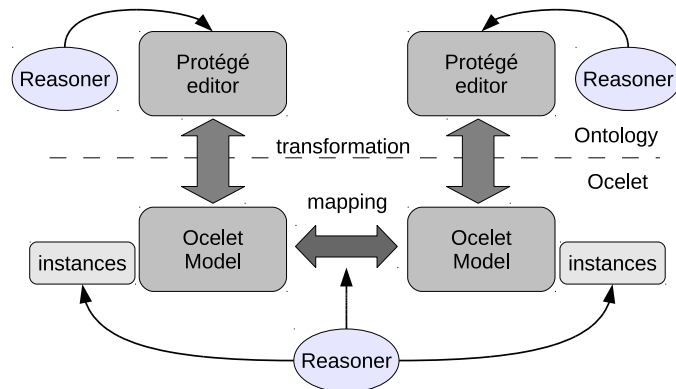 Reasoner
Protégé
editor
Protégé
editor
Reasoner
transformation
Ontology
Ocelet
mapping
Ocelet
Model
Ocelet
Model
instances
instances
Reasoner